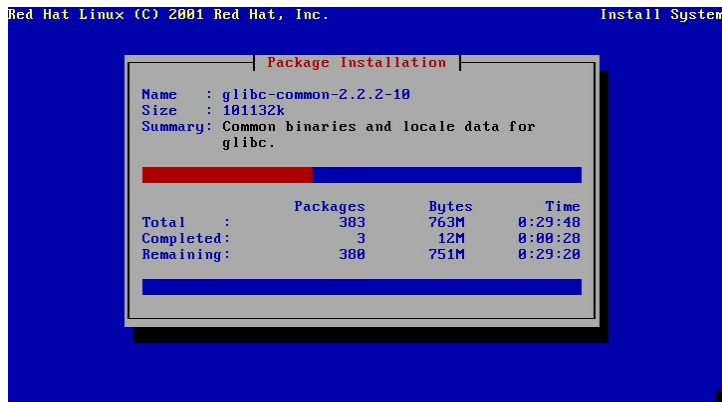 Red Hat Linux (C) 2001 Red Hat, Inc. Install System
Package Installation
Name : glibc-common-2.2.2-10
Size : 101132k
Summary: Common binaries and locale data for
glibc.
Packages Bytes Time
Total : 383 763M 0:29:48
Completed: 3 12M 0:00:28
Remaining: 380 751M 0:29:20